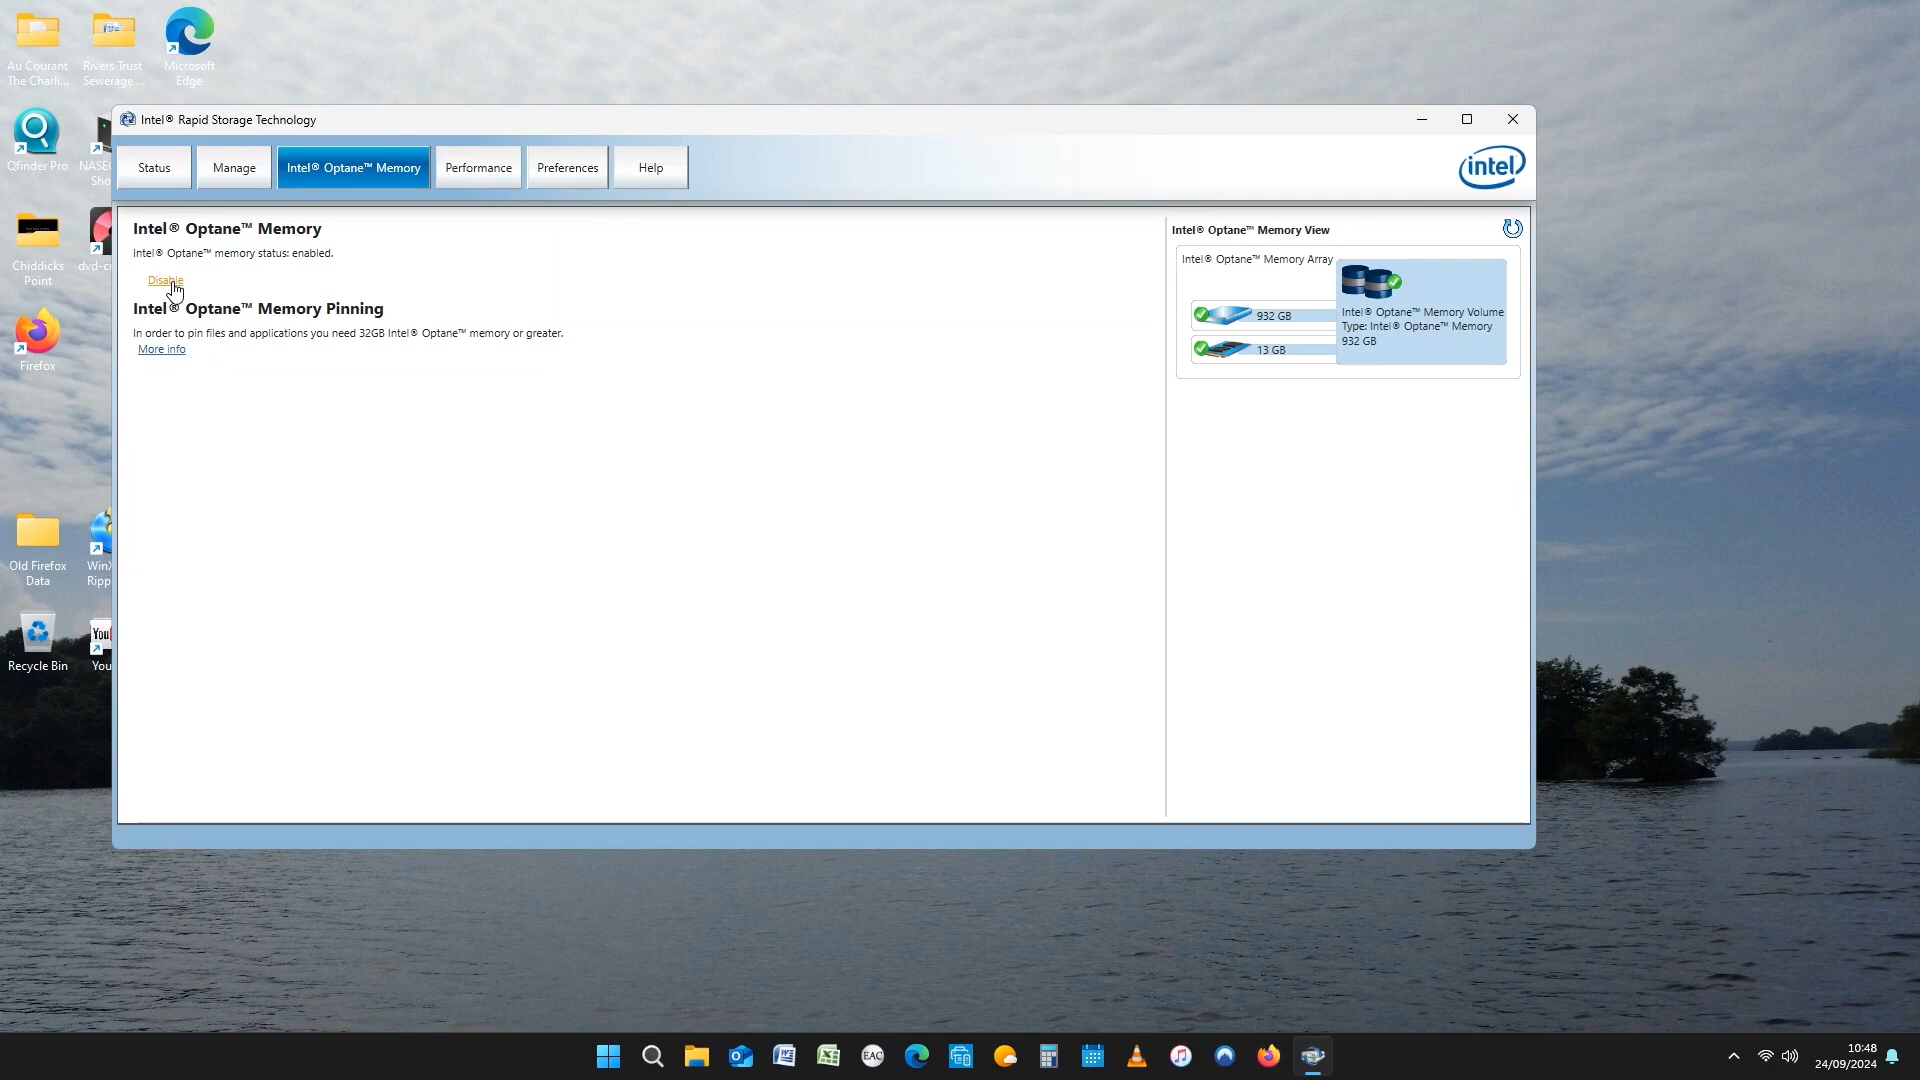 Au Courant
The Charli...
Rivers Trust
Sewerage ...
Microsoft
Edge
Intel® Rapid Storage Technology
Qfinder Pro
Status
Manage
Intel® Optane™ Memory
Performance
Preferences
Help
intel
Intel® Optane™ Memory
Intel® Optane™ memory status: enabled.
Disable
Intel® Optane™ Memory Pinning
In order to pin files and applications you need 32GB Intel® Optane™ memory or greater.
More info
Intel® Optane™ Memory View
Intel® Optane™ Memory Array
932 GB
13 GB
Intel® Optane™ Memory Volume
Type: Intel® Optane™ Memory
932 GB
Chiddicks
Point
Firefox
Old Firefox
Data
Recycle Bin
EAC
10:48
24/09/2024